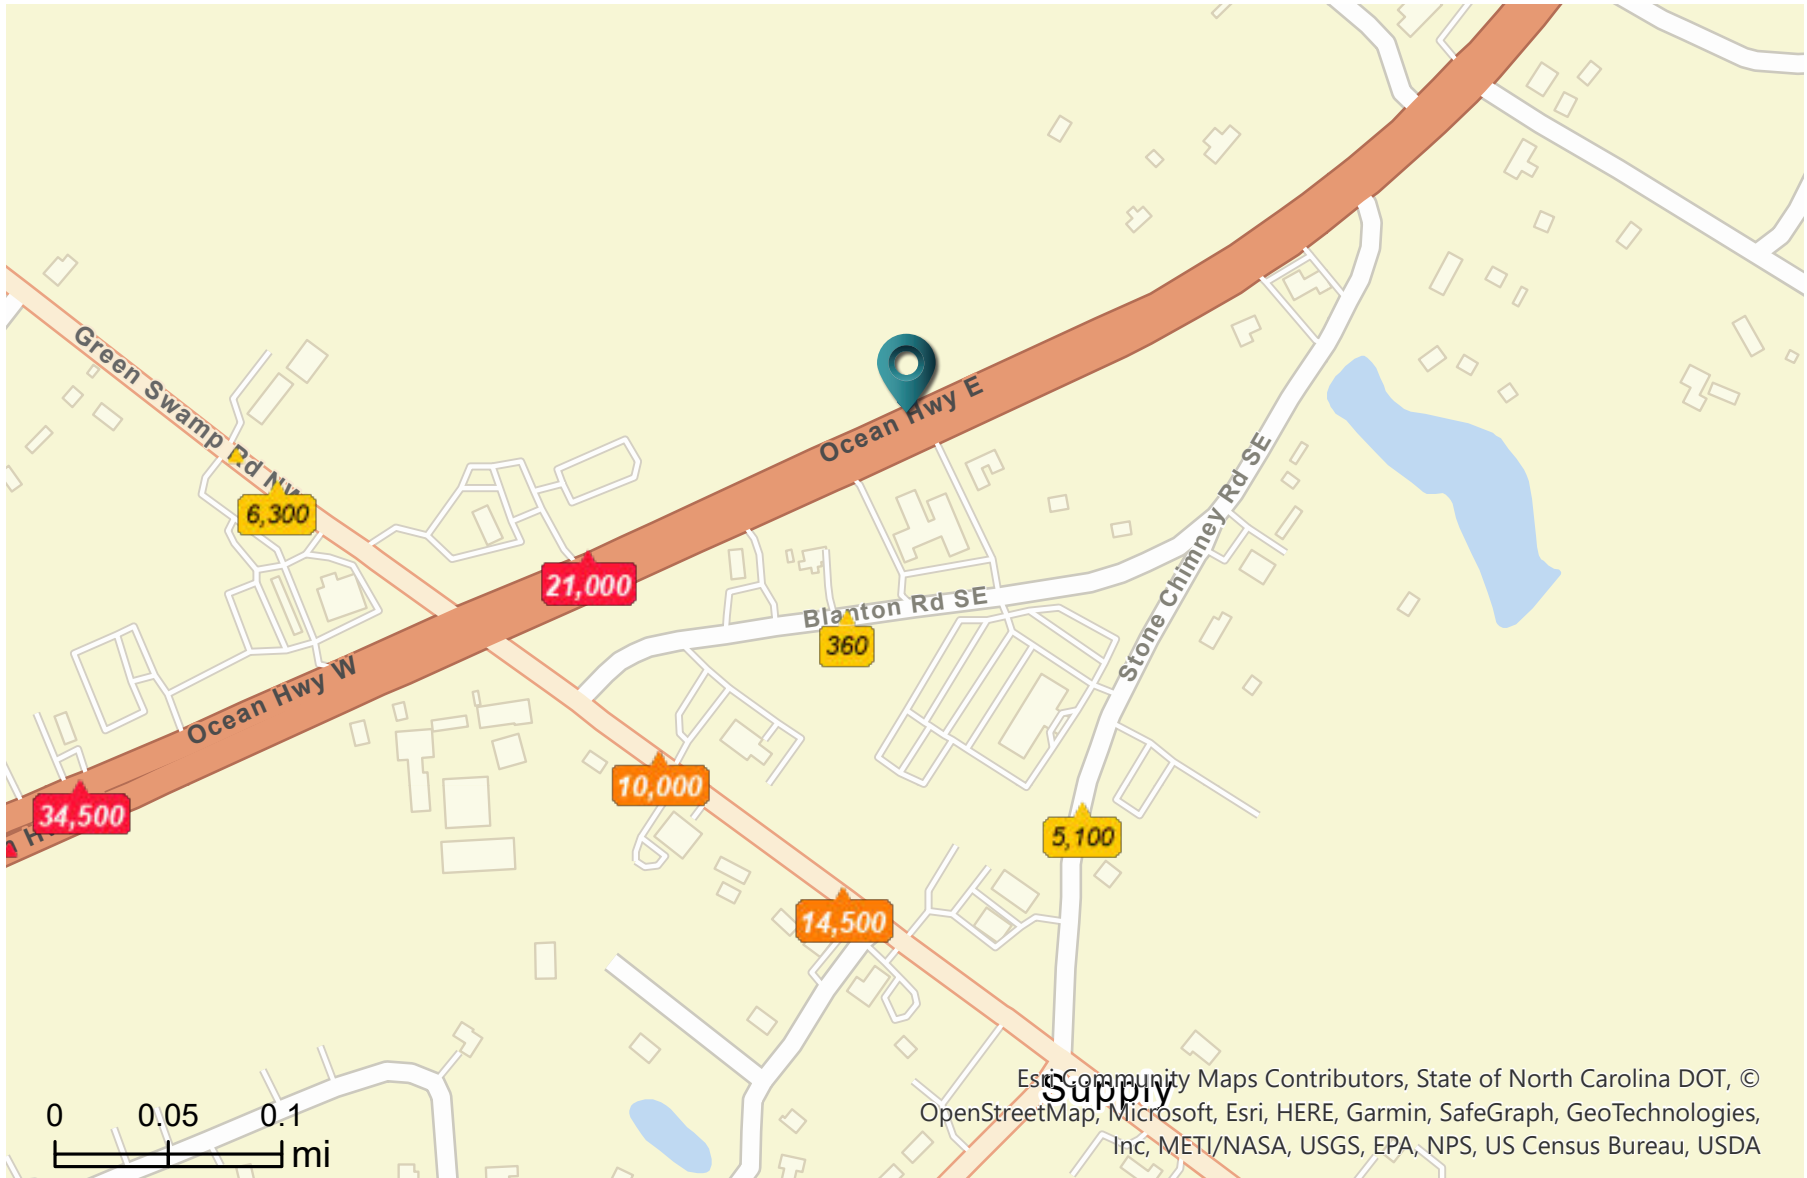 Green Swamp Rd NW
6,300
Ocean Hwy E
21,000
Blanton Rd SE
360
Stone Chimney Rd SE
Ocean Hwy W
34,500
10,000
5,100
14,500
Supply
Esri Community Maps Contributors, State of North Carolina DOT, ©
OpenStreetMap, Microsoft, Esri, HERE, Garmin, SafeGraph, GeoTechnologies,
Inc, METI/NASA, USGS, EPA, NPS, US Census Bureau, USDA
0 0.05 0.1
mi